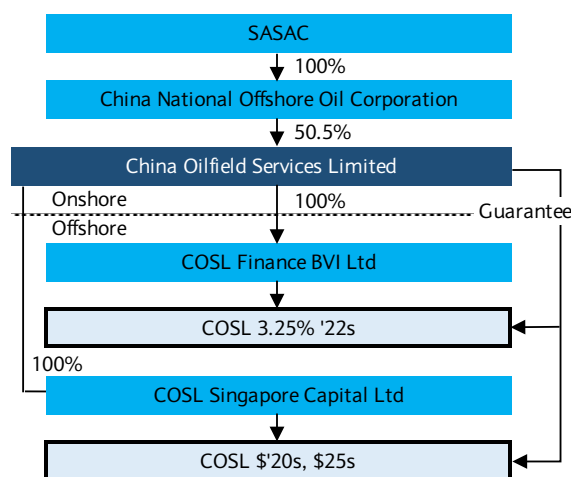 SASAC
100%
China National Offshore Oil Corporation
50.5%
China Oilfield Services Limited
Onshore
100%
Guarantee
Offshore
COSL Finance BVI Ltd
COSL 3.25% '22s
100%
COSL Singapore Capital Ltd
COSL $'20s, $25s